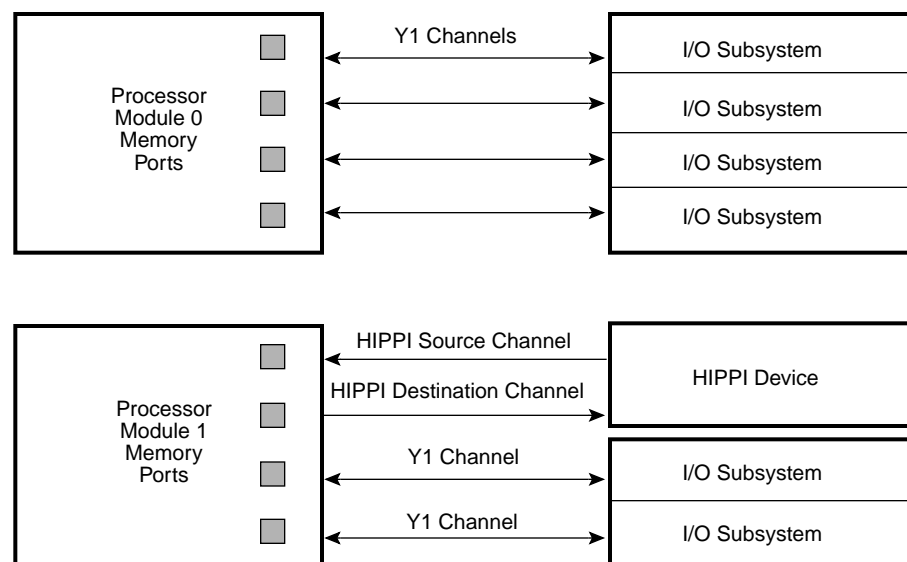 Y1 Channels
Processor
Module 0
Memory
Ports
I/O Subsystem
I/O Subsystem
I/O Subsystem
I/O Subsystem
HIPPI Source Channel
HIPPI Destination Channel
Processor
Module 1
Memory
Ports
Y1 Channel
Y1 Channel
HIPPI Device
I/O Subsystem
I/O Subsystem